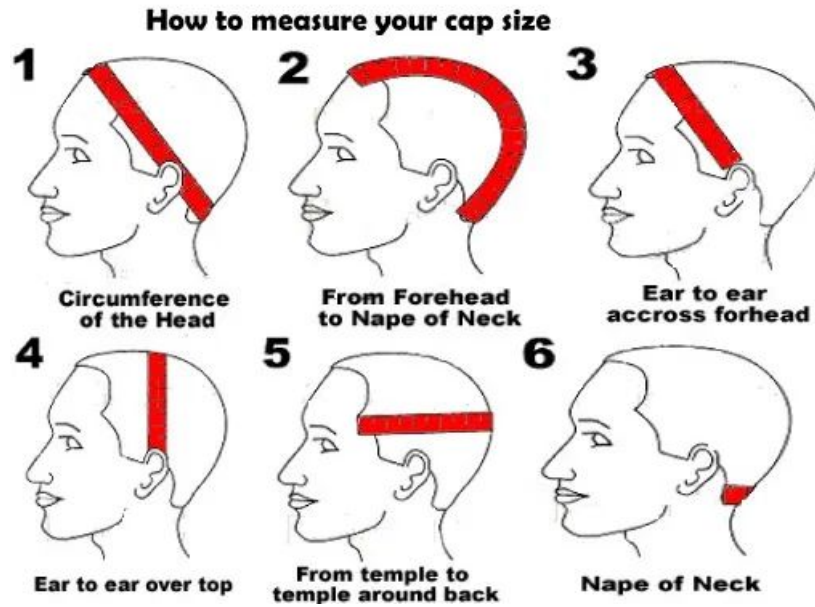 How to measure your cap size
1
2
3
Circumference
of the Head
From Forehead
to Nape of Neck
Ear to ear
accross forhead
4
5
6
Ear to ear over top
From temple to
temple around back
Nape of Neck